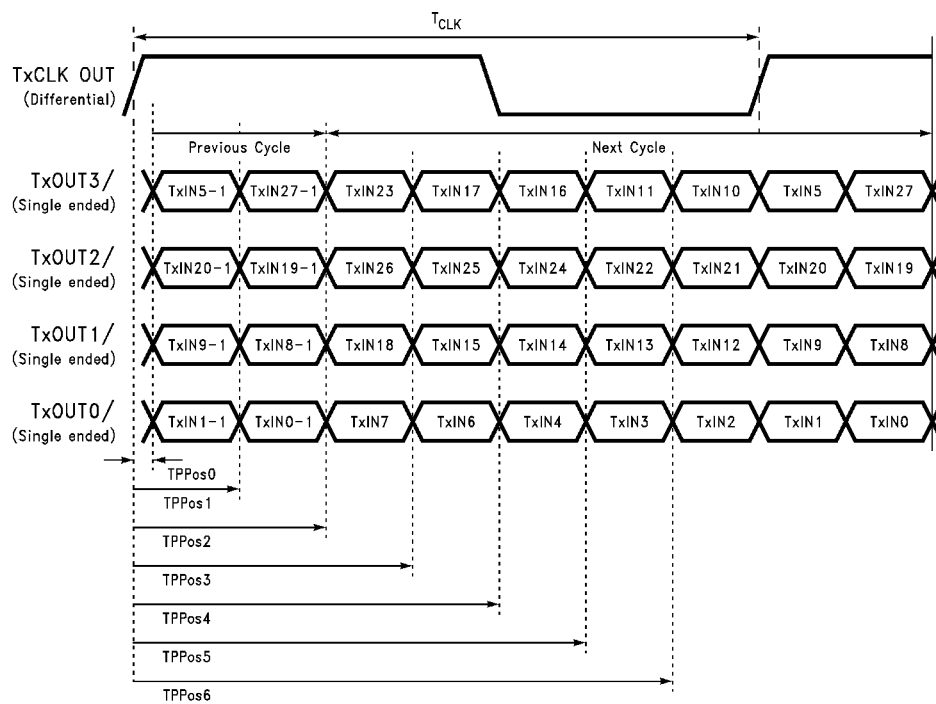 TCLK
TxCLK OUT
(Differential)
Previous Cycle
Next Cycle
TxOUT3/
(Single ended)
TxIN5-1 TxIN27-1 TxIN23 TxIN17 TxIN16 TxIN11 TxIN10 TxIN5 TxIN27
TxOUT2/
(Single ended)
TxIN20-1 TxIN19-1 TxIN26 TxIN25 TxIN24 TxIN22 TxIN21 TxIN20 TxIN19
TxOUT1/
(Single ended)
TxIN9-1 TxIN8-1 TxIN18 TxIN15 TxIN14 TxIN13 TxIN12 TxIN9 TxIN8
TxOUT0/
(Single ended)
TxIN1-1 TxIN0-1 TxIN7 TxIN6 TxIN4 TxIN3 TxIN2 TxIN1 TxIN0
TPPos0
TPPos1
TPPos2
TPPos3
TPPos4
TPPos5
TPPos6